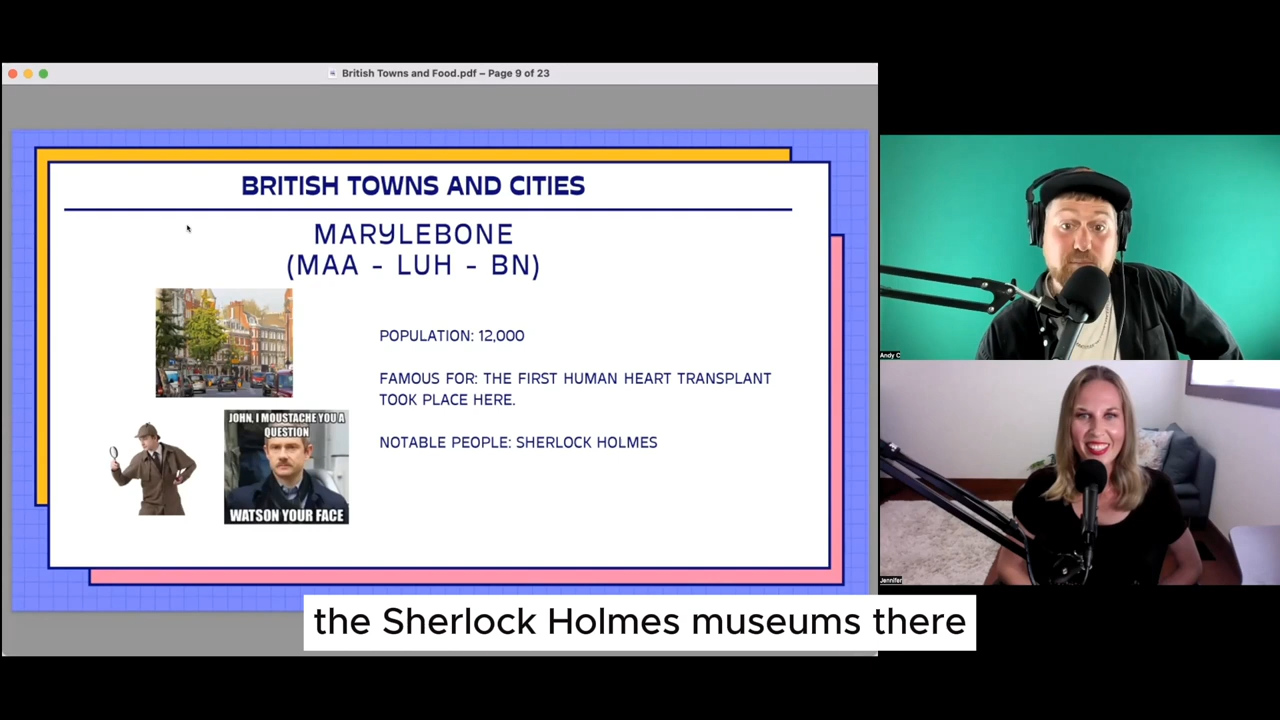 British Towns and Food.pdf – Page 9 of 23
BRITISH TOWNS AND CITIES
MARYLEBONE
(MAA - LUH - BN)
POPULATION: 12,000
FAMOUS FOR: THE FIRST HUMAN HEART TRANSPLANT
TOOK PLACE HERE.
NOTABLE PEOPLE: SHERLOCK HOLMES
JOHN, I MOUSTACHE YOU A
QUESTION
WATSON YOUR FACE
Andy C
Jennifer
the Sherlock Holmes museums there